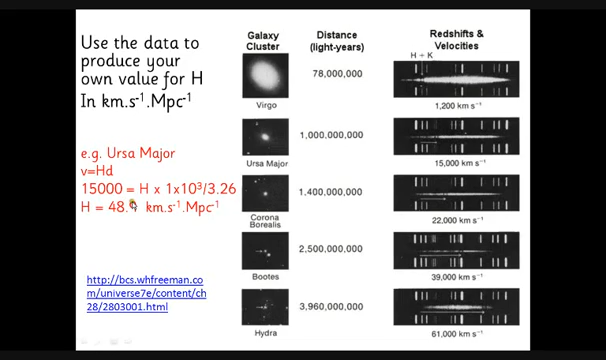 Use the data to
produce your
own value for H
In km.s⁻¹.Mpc⁻¹
e.g. Ursa Major
v=Hd
15000 = H × 1x10³/3.26
H = 48. km.s⁻¹.Mpc⁻¹
http://bcs.whfreeman.co
m/universe7e/content/ch
28/2803001.html
Galaxy
Cluster
Distance
(light-years)
Redshifts &
Velocities
H + K
78,000,000
Virgo
1,200 km s⁻¹
1,000,000,000
Ursa Major
15,000 km s⁻¹
1,400,000,000
Corona
Borealis
22,000 km s⁻¹
2,500,000,000
Bootes
39,000 km s⁻¹
3,960,000,000
Hydra
61,000 km s⁻¹